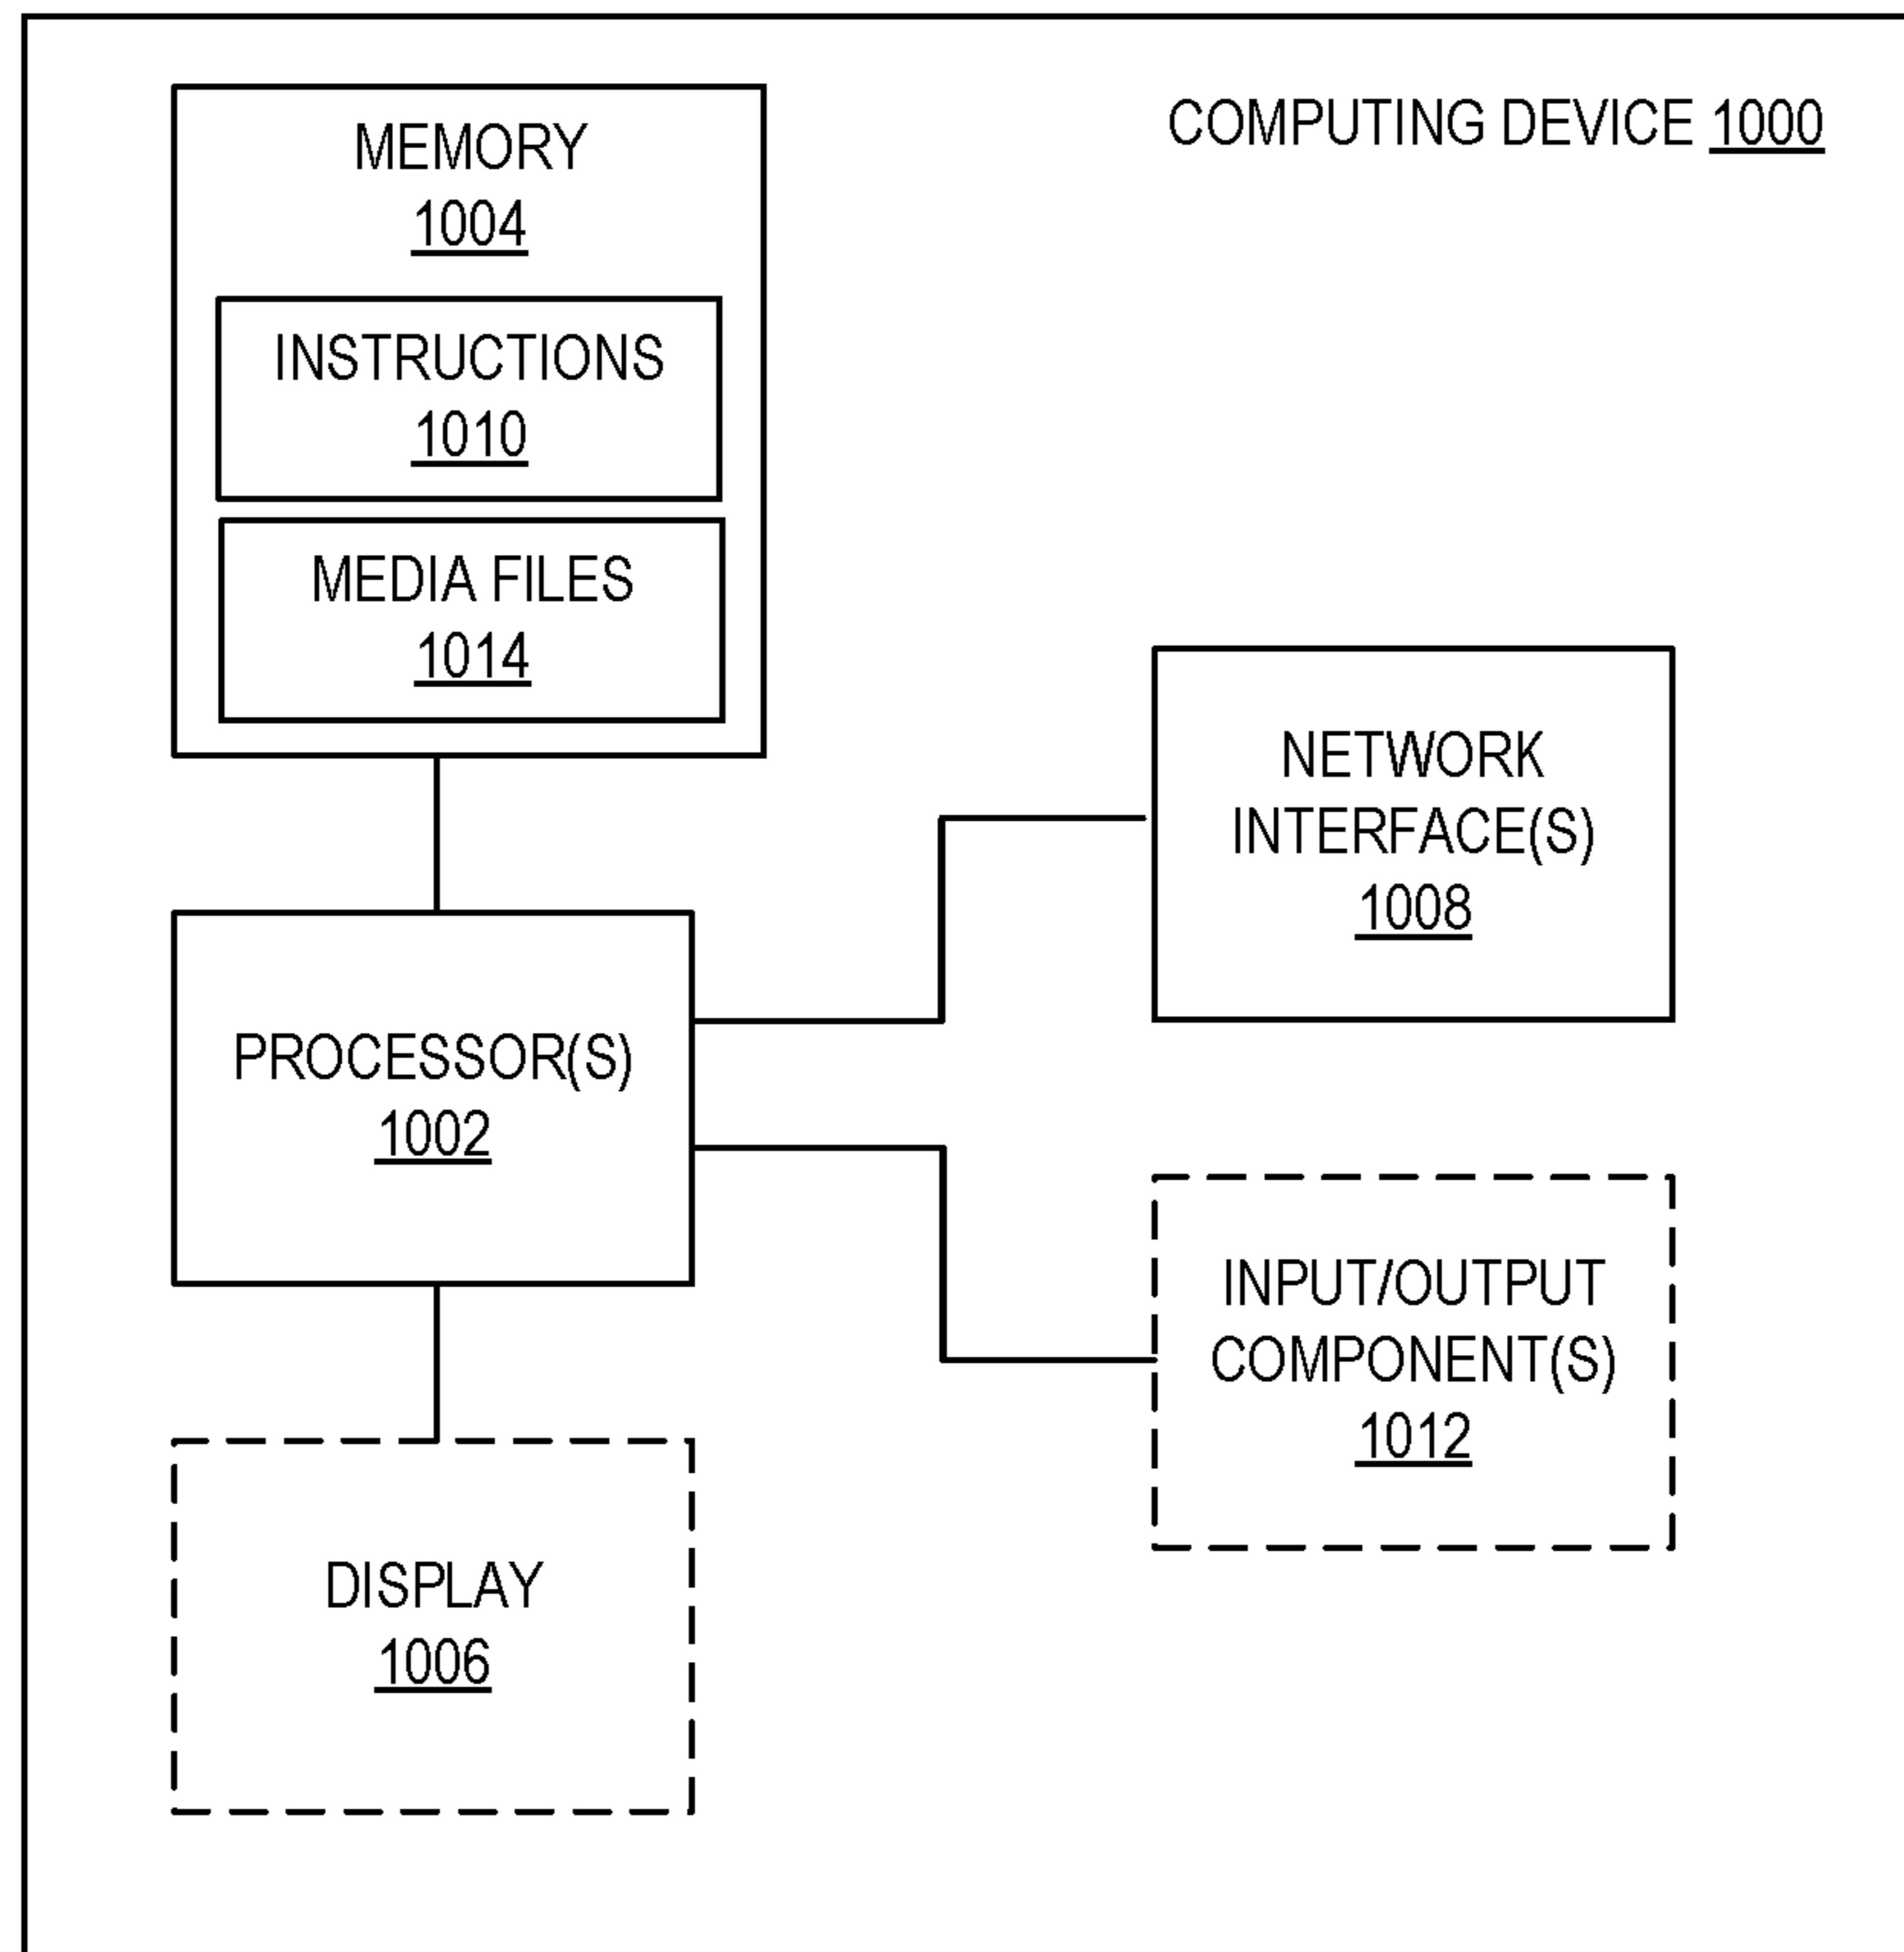 COMPUTING DEVICE 1000
MEMORY
1004
INSTRUCTIONS
1010
MEDIA FILES
1014
NETWORK
INTERFACE(S)
1008
PROCESSOR(S)
1002
INPUT/OUTPUT
COMPONENT(S)
1012
DISPLAY
1006